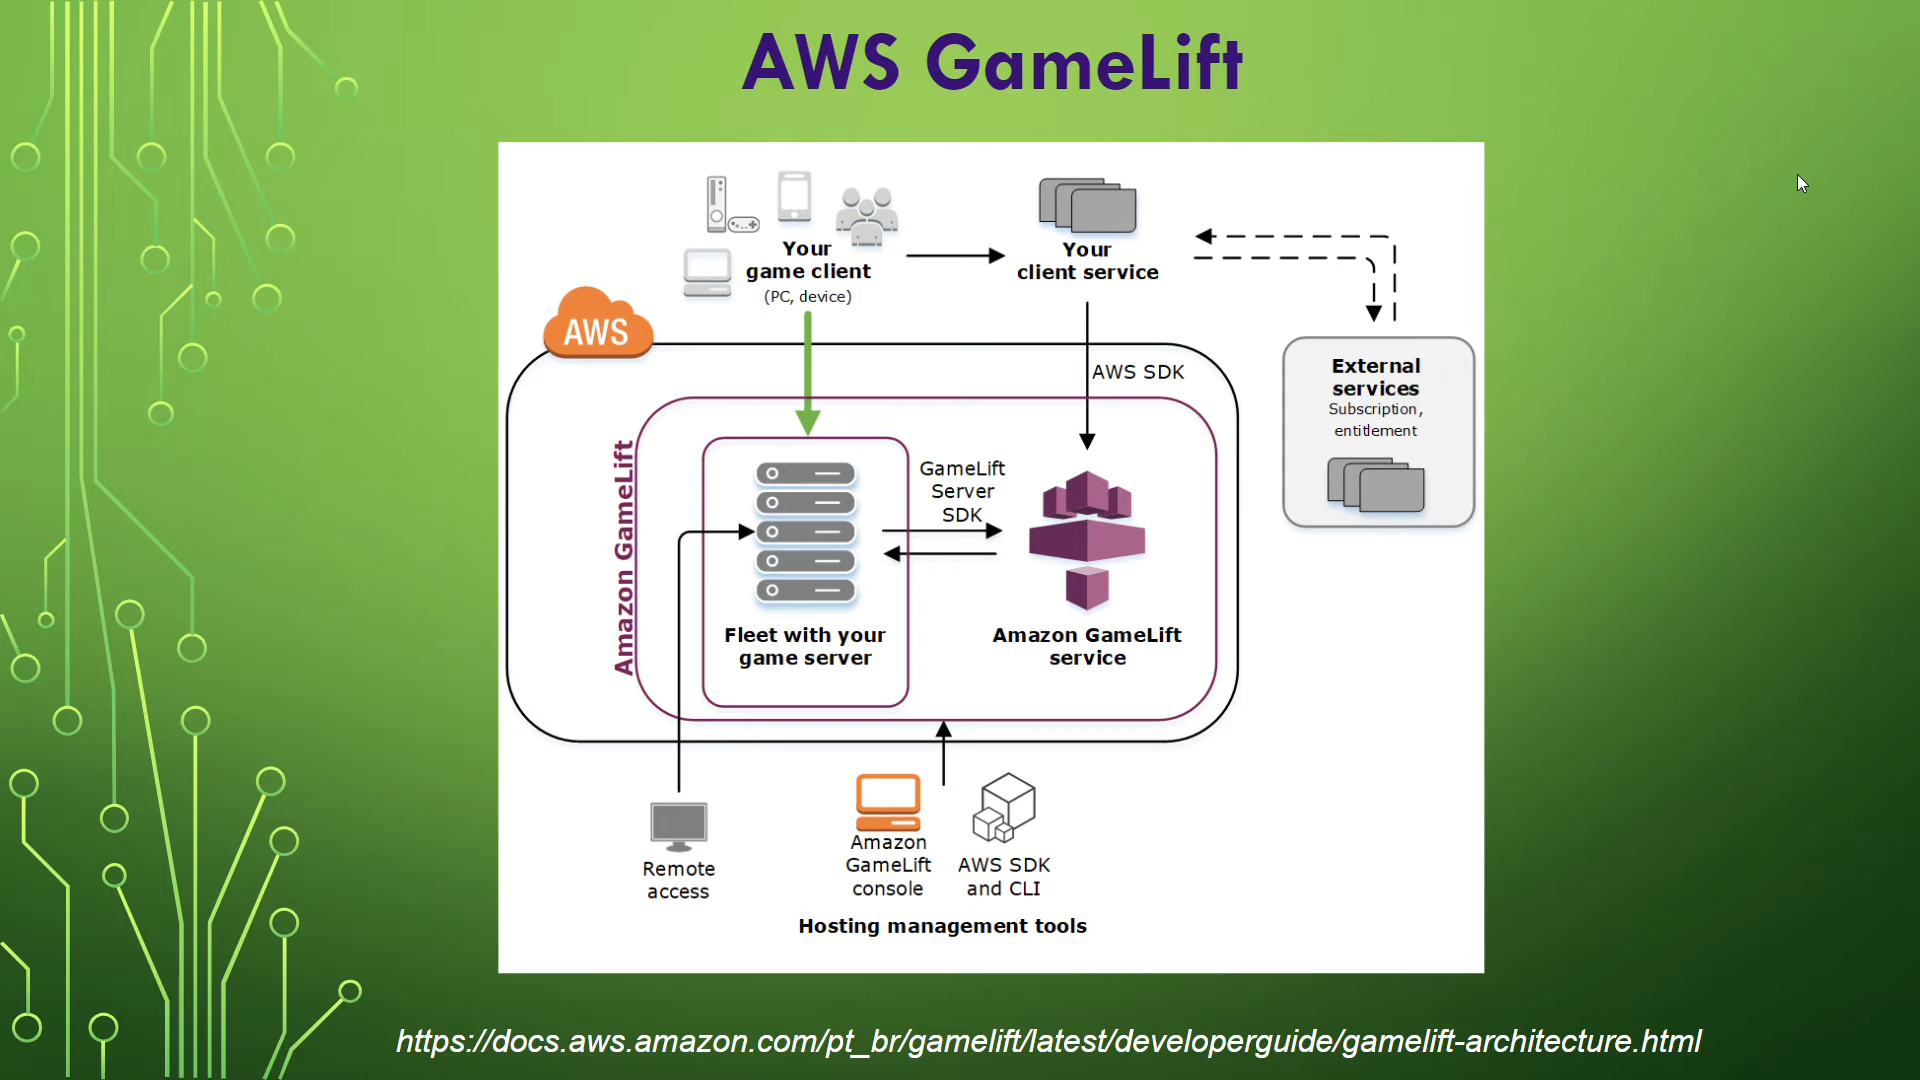 AWS GameLift
Your
game client
(PC, device)
Your
client service
AWS
AWS SDK
External
services
Subscription,
entitlement
Amazon GameLift
GameLift
Server
SDK
Fleet with your
game server
Amazon GameLift
service
Remote
access
Amazon
GameLift
console
AWS SDK
and CLI
Hosting management tools
https://docs.aws.amazon.com/pt_br/gamelift/latest/developerguide/gamelift-architecture.html